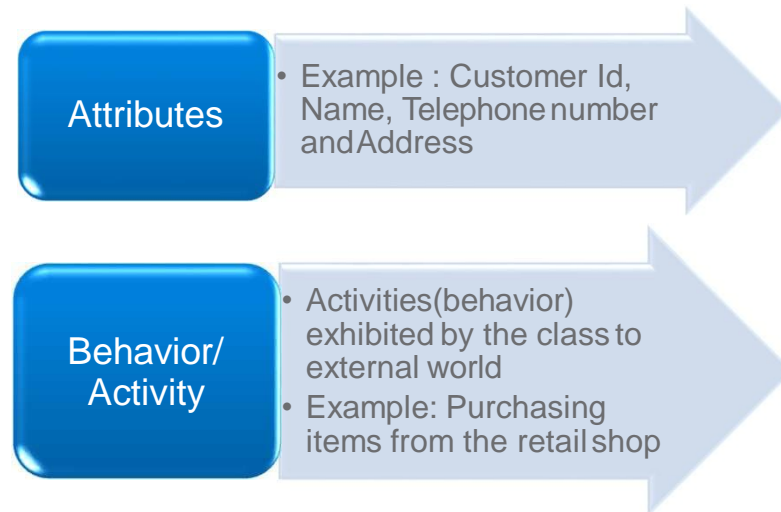 Attributes
• Example : Customer Id,
Name, Telephone number
and Address
Behavior/
Activity
• Activities(behavior)
exhibited by the class to
external world
• Example: Purchasing
items from the retail shop